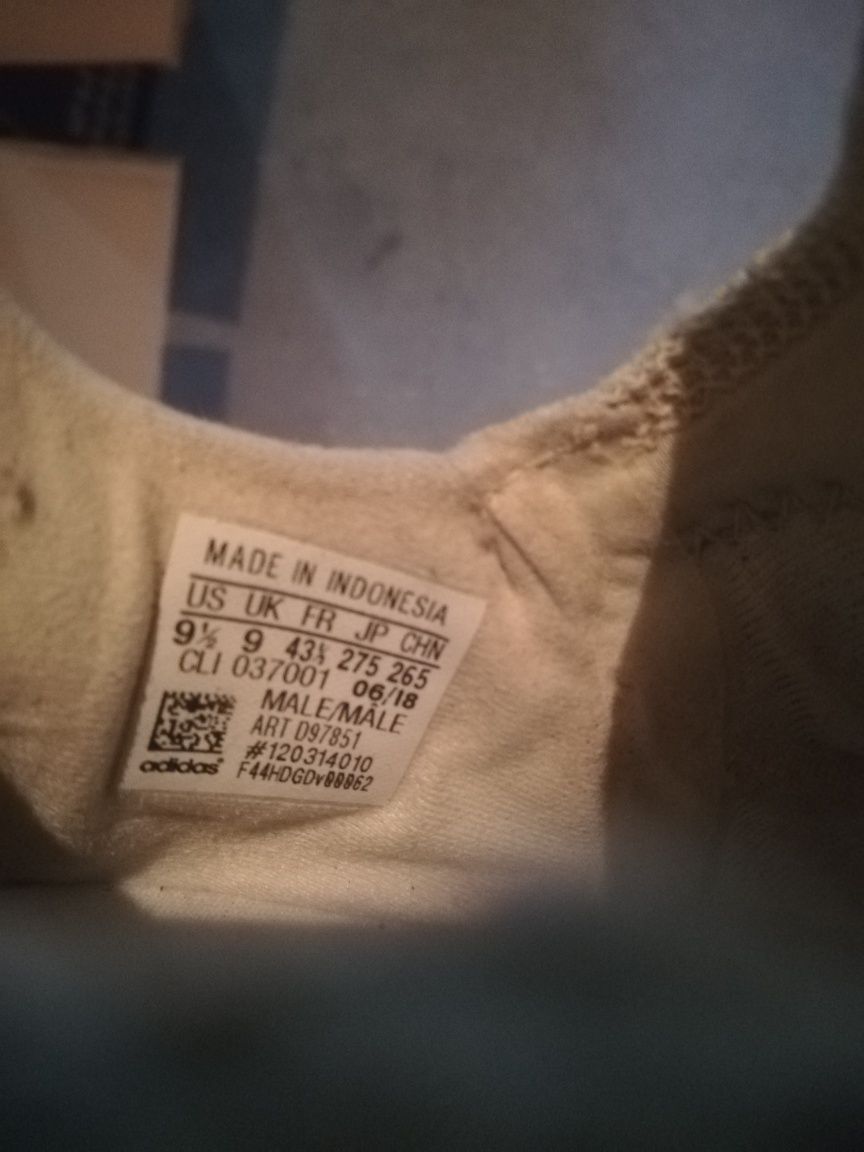 MADE IN INDONESIA
US UK FR JP CHN
9½ 9 43⅓ 275 265
CLI 037001 06/18
MALE/MÂLE
ART D97851
#120314010
adidas® F44HDGDv00062